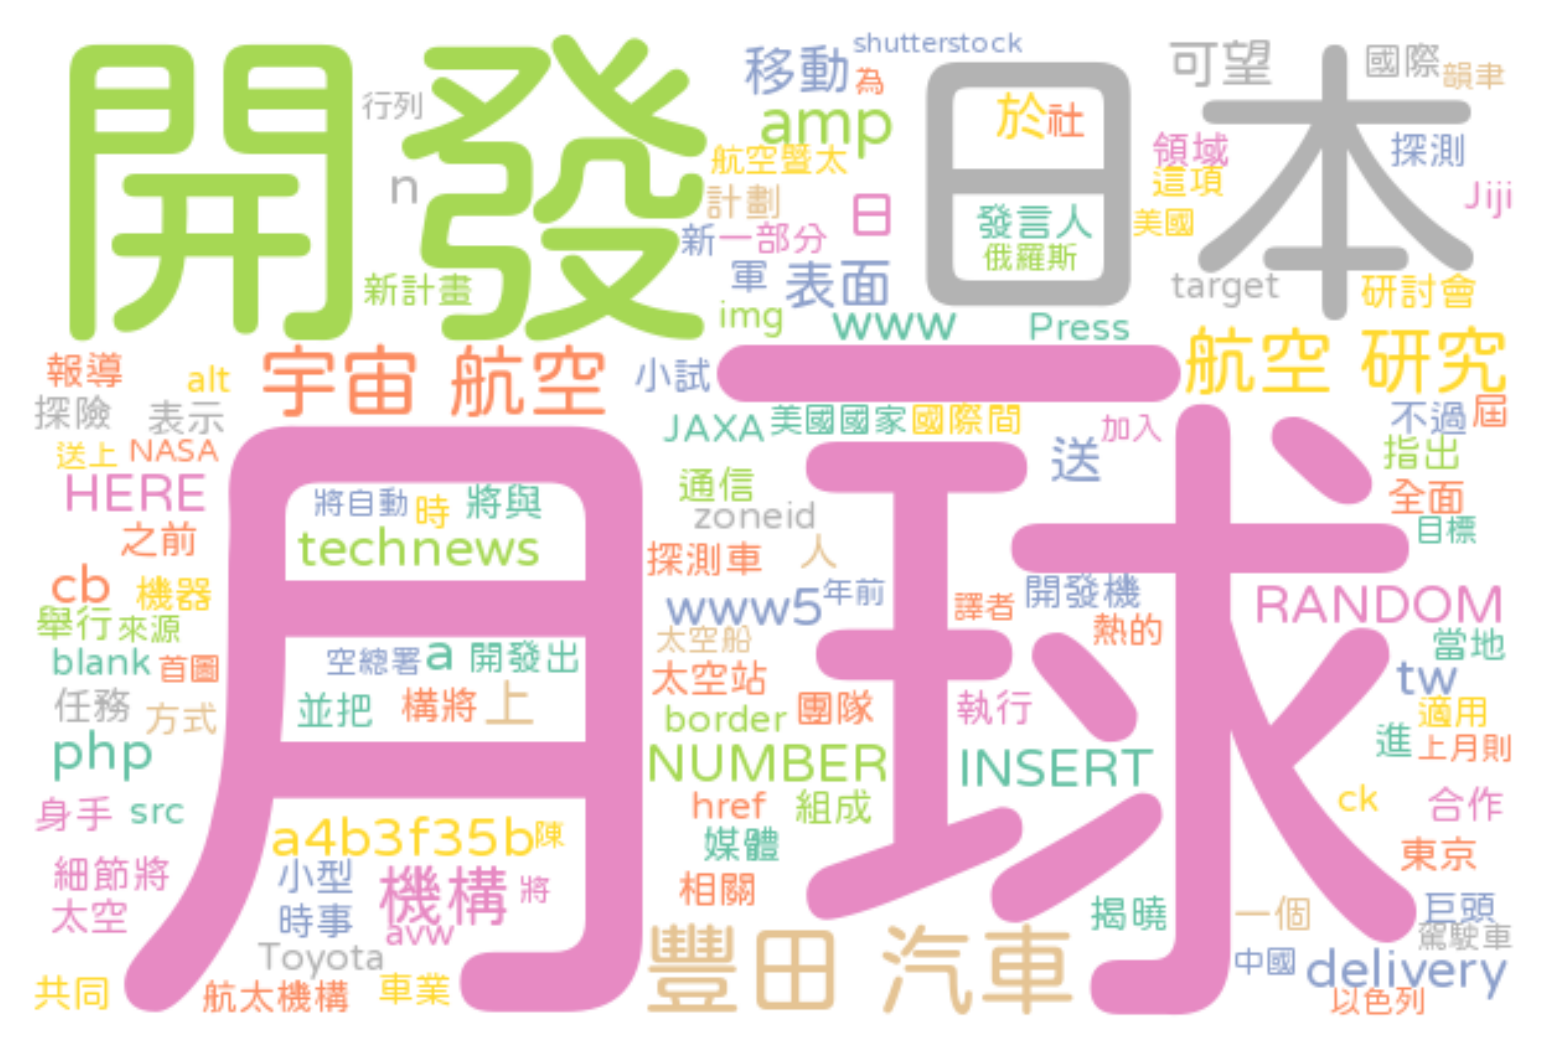 開發
日本
月球
行列
n
新計畫
移動
shutterstock
為
amp
航空暨太
計劃
日
新
一部分
軍
表面
img
www
於
社
發言人
俄羅斯
Press
可望
國際
韻聿
領域
這項
美國
探測
Jiji
target
研討會
報導
alt
探險
表示
宇宙 航空
小試
航空 研究
送上
NASA
HERE
之前
JAXA
美國國家
國際間
加入
送
不過
屆
指出
全面
目標
將自動
時
將與
technews
通信
zoneid
探測車
人
cb
機器
舉行
來源
blank
首圖
任務
方式
php
www5
年前
譯者
開發機
熱的
RANDOM
當地
tw
適用
進
上月則
空總署
a
開發出
並把
構將
上
太空船
太空站
border
團隊
執行
NUMBER
INSERT
身手
src
href
組成
媒體
相關
ck
合作
東京
a4b3f35b
陳
細節將
太空
小型
時事
機構
將
avw
Toyota
共同
航太機構
車業
豐田 汽車
揭曉
一個
巨頭
駕駛車
中國
delivery
以色列